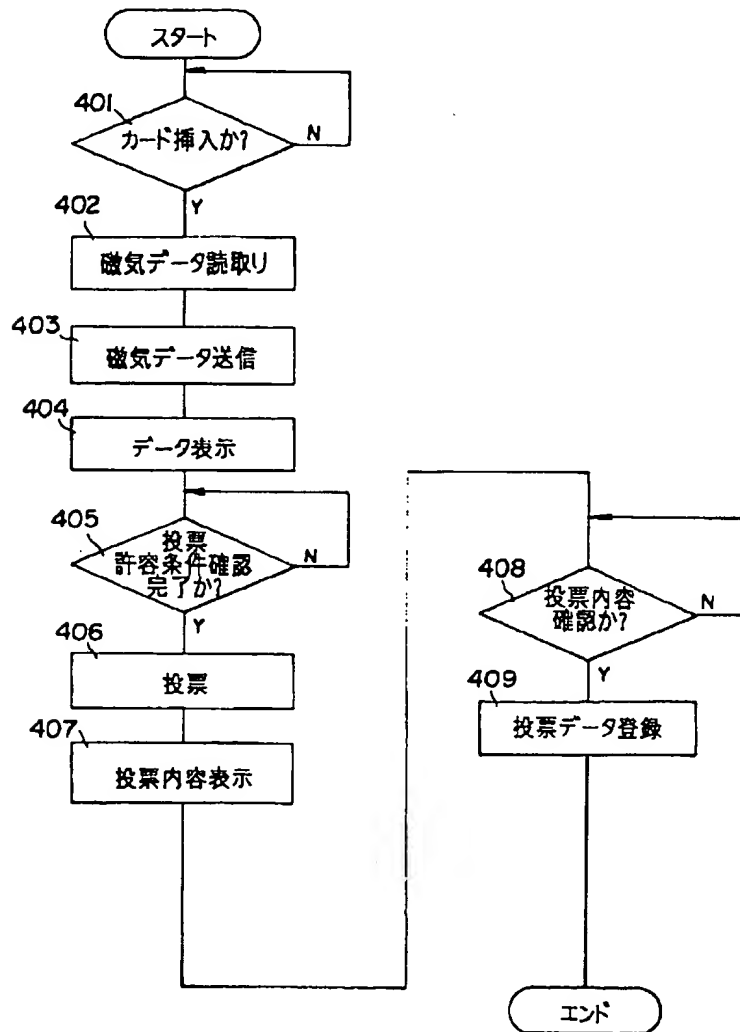 スタート
401
カード挿入か?
N
Y
402
磁気データ読取り
403
磁気データ送信
404
データ表示
405
投票
許容条件確認
完了か?
N
Y
406
投票
407
投票内容表示
408
投票内容
確認か?
N
Y
409
投票データ登録
エンド